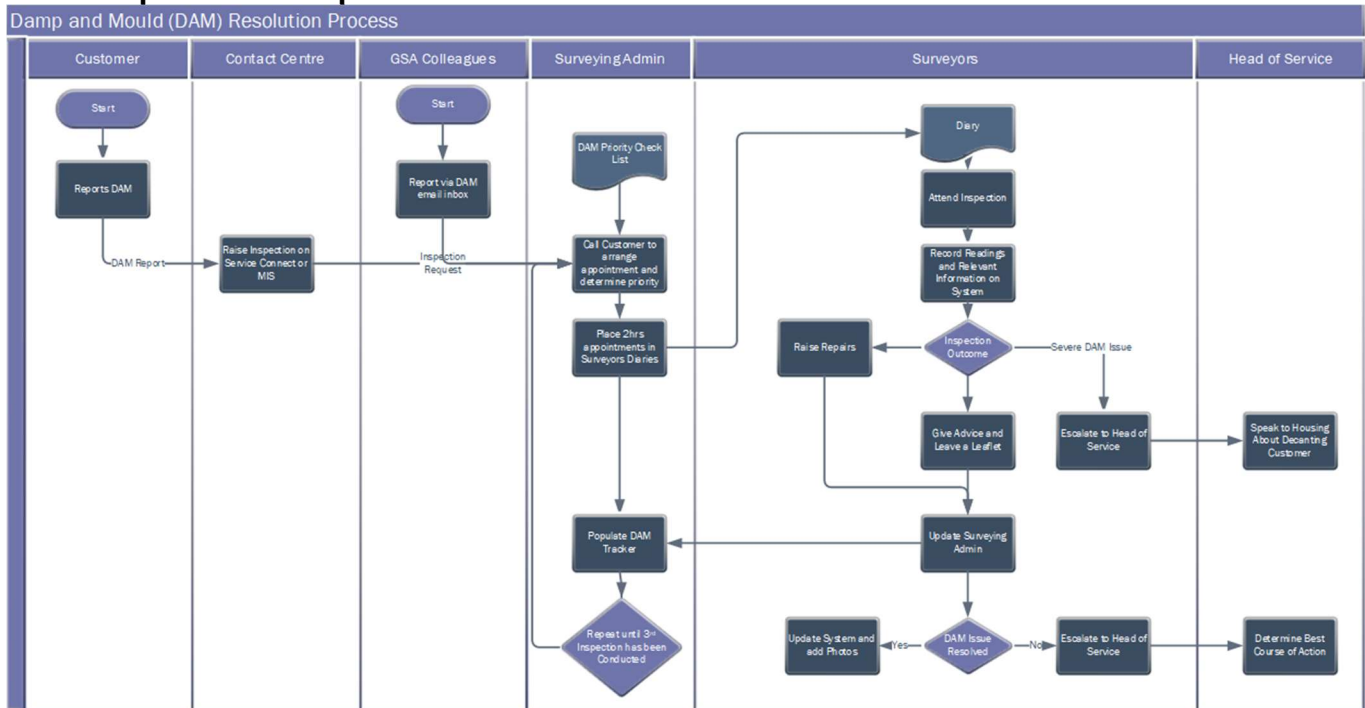 Damp and Mould (DAM) Resolution Process
Customer
Contact Centre
GSA Colleagues
Surveying Admin
Surveyors
Head of Service
Start
Reports DAM
DAM Report
Raise Inspection on
Service Connect or
MIS
Start
Report via DAM
email inbox
Inspection
Request
DAM Priority Check
List
Call Customer to
arrange
appointment and
determine priority
Place 2hrs
appointments in
Surveyors Diaries
Populate DAM
Tracker
Repeat until 3rd
Inspection has been
Conducted
Diary
Attend Inspection
Record Readings
and Relevant
Information on
System
Inspection
Outcome
Raise Repairs
Severe DAM Issue
Give Advice and
Leave a Leaflet
Escalate to Head of
Service
Speak to Housing
About Decanting
Customer
Update Surveying
Admin
DAM Issue
Resolved
Yes
Update System and
add Photos
No
Escalate to Head of
Service
Determine Best
Course of Action